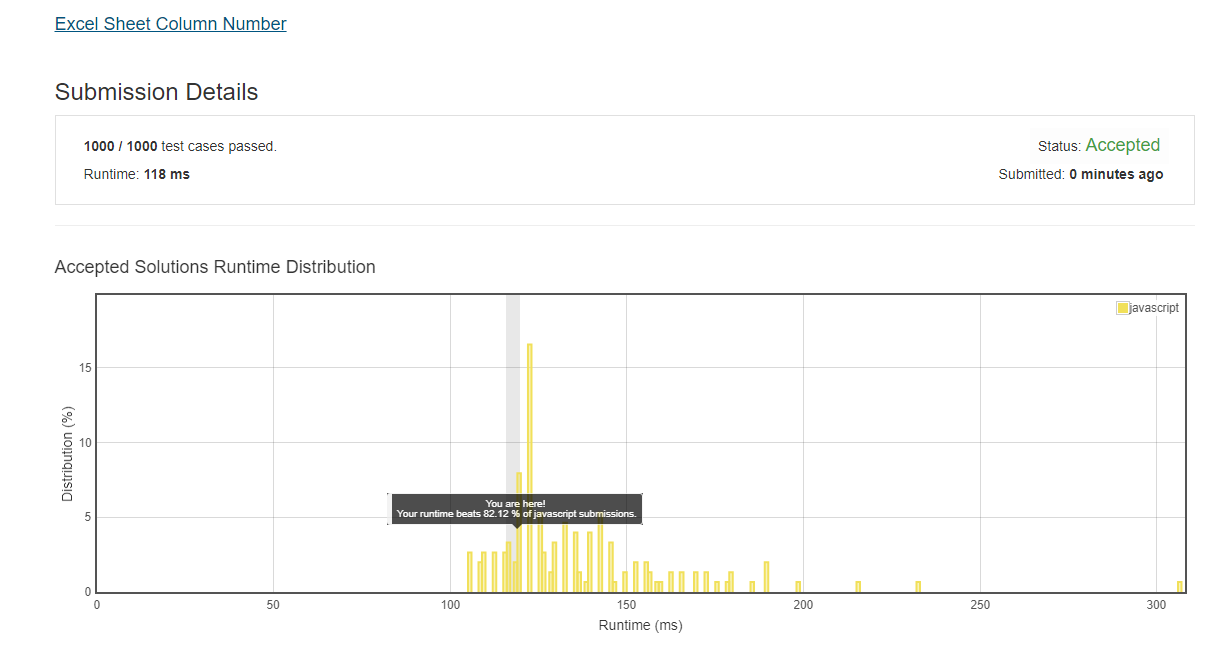 Excel Sheet Column Number
Submission Details
1000 / 1000 test cases passed.
Status: Accepted
Runtime: 118 ms
Submitted: 0 minutes ago
Accepted Solutions Runtime Distribution
javascript
15
10
5
0
Distribution (%)
You are here!
Your runtime beats 82.12 % of javascript submissions.
0
50
100
150
200
250
300
Runtime (ms)